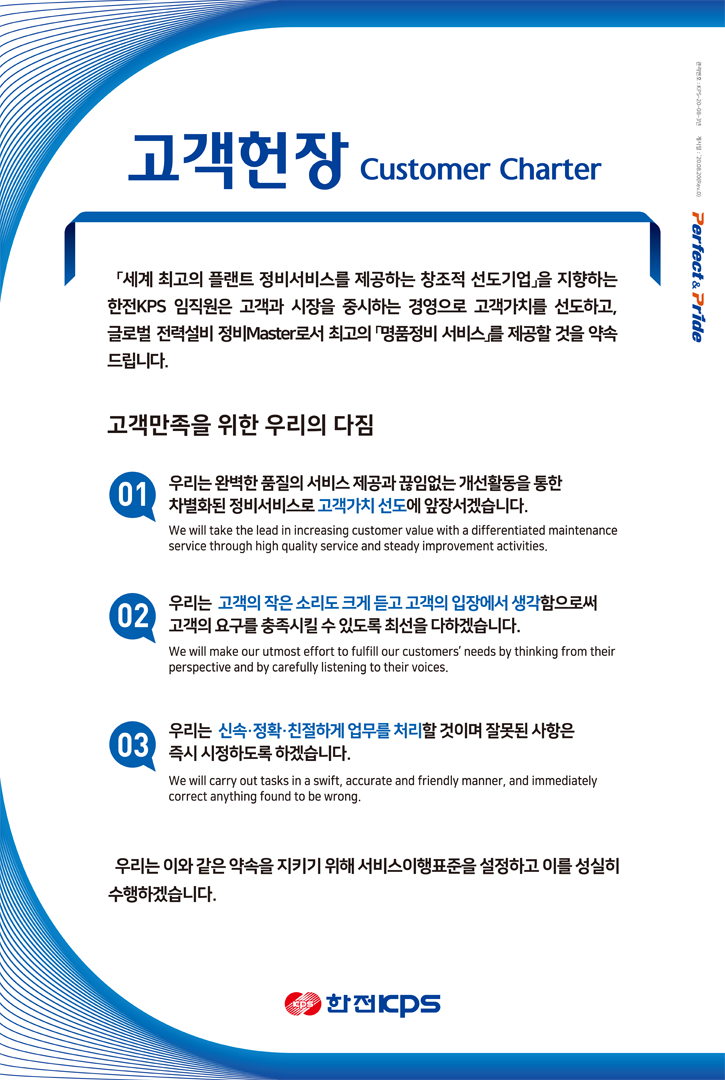 고객헌장 Customer Charter
「세계 최고의 플랜트 정비서비스를 제공하는 창조적 선도기업」을 지향하는
한전KPS 임직원은 고객과 시장을 중시하는 경영으로 고객가치를 선도하고,
글로벌 전력설비 정비Master로서 최고의 「명품정비 서비스」를 제공할 것을 약속
드립니다.
고객만족을 위한 우리의 다짐
01
우리는 완벽한 품질의 서비스 제공과 끊임없는 개선활동을 통한
차별화된 정비서비스로 고객가치 선도에 앞장서겠습니다.
We will take the lead in increasing customer value with a differentiated maintenance
service through high quality service and steady improvement activities.
02
우리는 고객의 작은 소리도 크게 듣고 고객의 입장에서 생각함으로써
고객의 요구를 충족시킬 수 있도록 최선을 다하겠습니다.
We will make our utmost effort to fulfill our customers' needs by thinking from their
perspective and by carefully listening to their voices.
03
우리는 신속·정확·친절하게 업무를 처리할 것이며 잘못된 사항은
즉시 시정하도록 하겠습니다.
We will carry out tasks in a swift, accurate and friendly manner, and immediately
correct anything found to be wrong.
우리는 이와 같은 약속을 지키기 위해 서비스이행표준을 설정하고 이를 성실히
수행하겠습니다.
KPS 한전KPS
Perfect & Pride